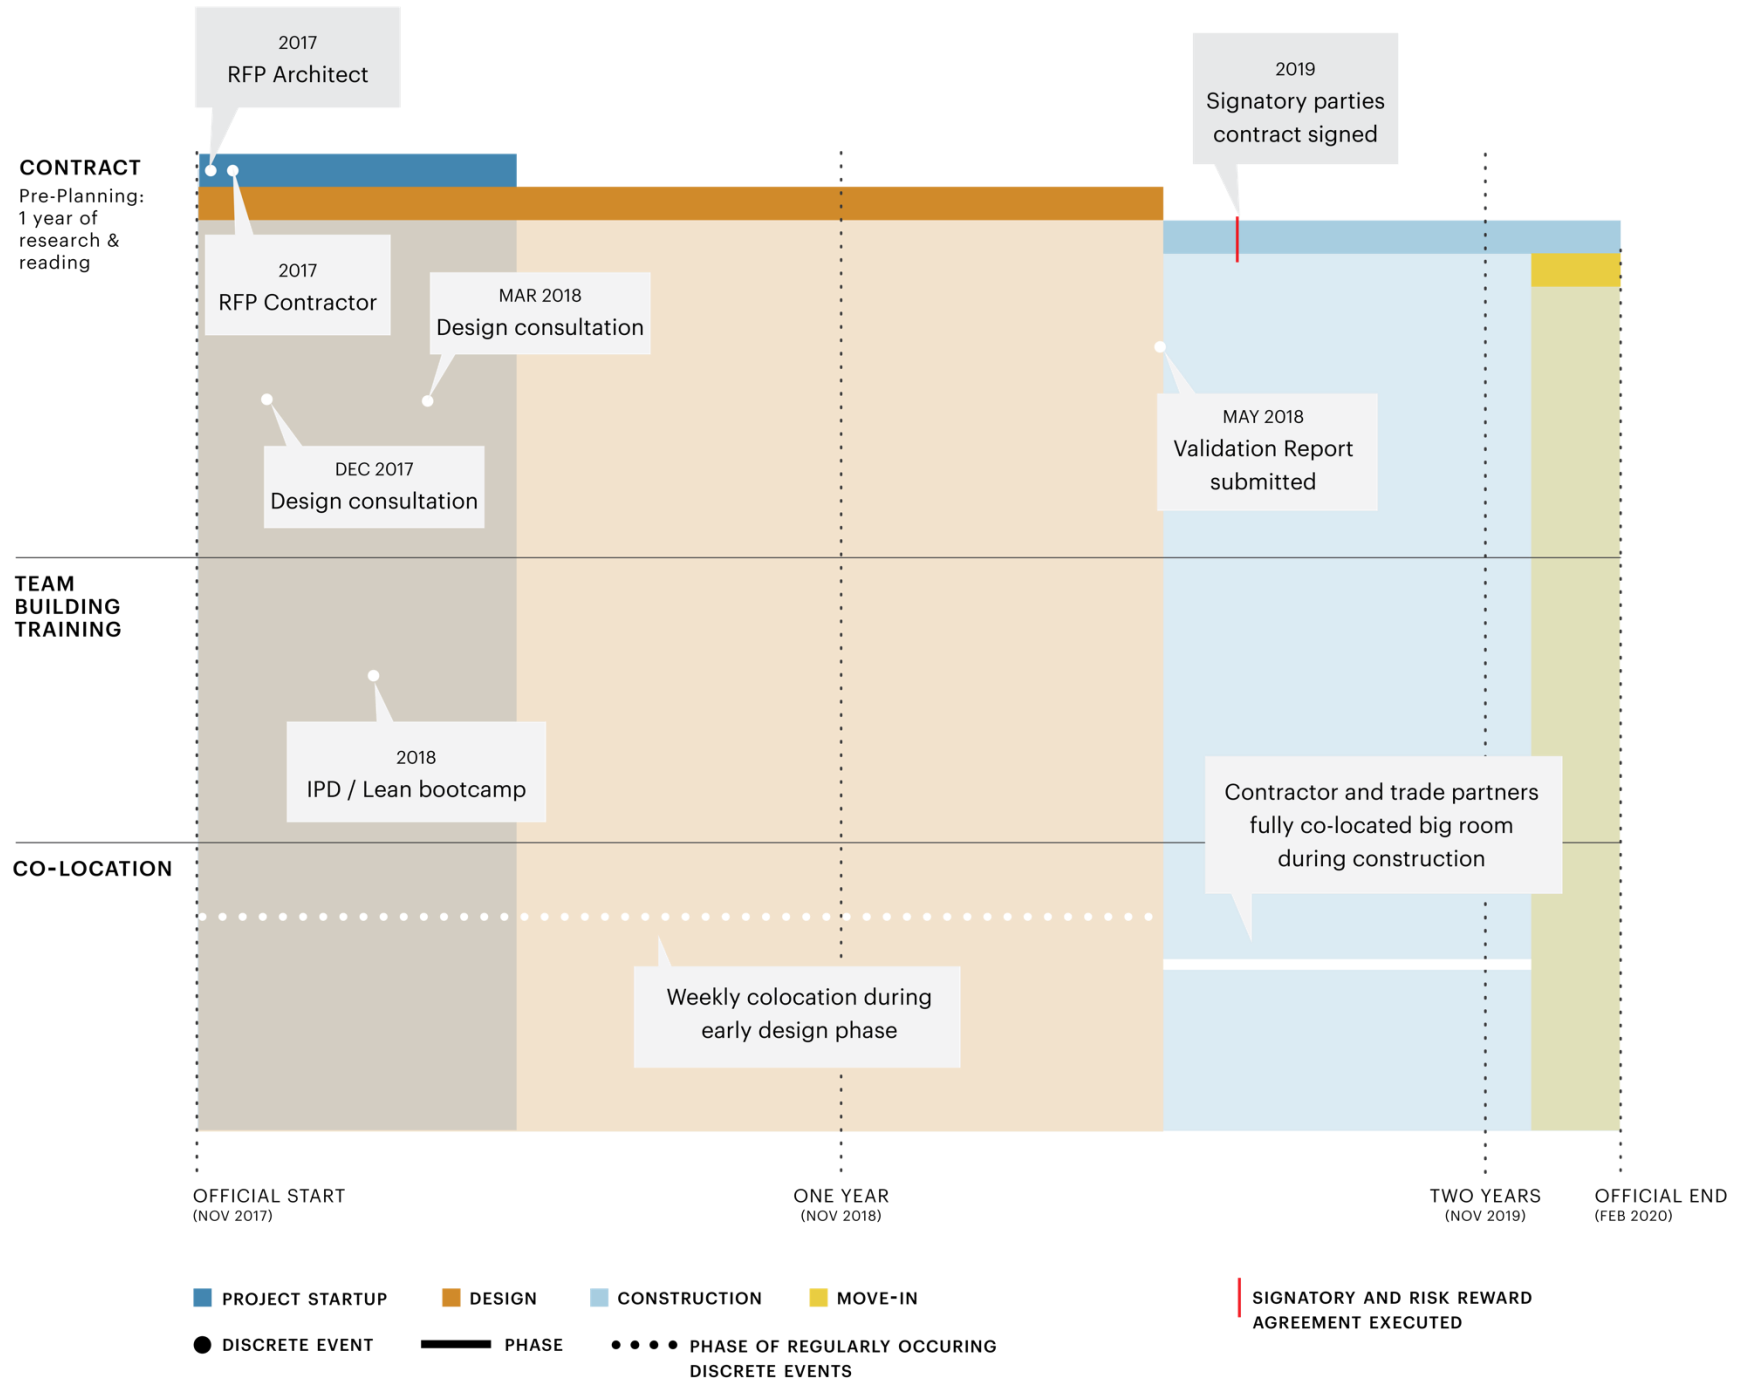 2017
RFP Architect
2019
Signatory parties
contract signed
CONTRACT
Pre-Planning:
1 year of
research &
reading
2017
RFP Contractor
MAR 2018
Design consultation
DEC 2017
Design consultation
MAY 2018
Validation Report
submitted
TEAM
BUILDING
TRAINING
2018
IPD / Lean bootcamp
Contractor and trade partners
fully co-located big room
during construction
CO-LOCATION
Weekly colocation during
early design phase
OFFICIAL START
(NOV 2017)
ONE YEAR
(NOV 2018)
TWO YEARS
(NOV 2019)
OFFICIAL END
(FEB 2020)
PROJECT STARTUP
DESIGN
CONSTRUCTION
MOVE-IN
SIGNATORY AND RISK REWARD
AGREEMENT EXECUTED
DISCRETE EVENT
PHASE
PHASE OF REGULARLY OCCURING
DISCRETE EVENTS